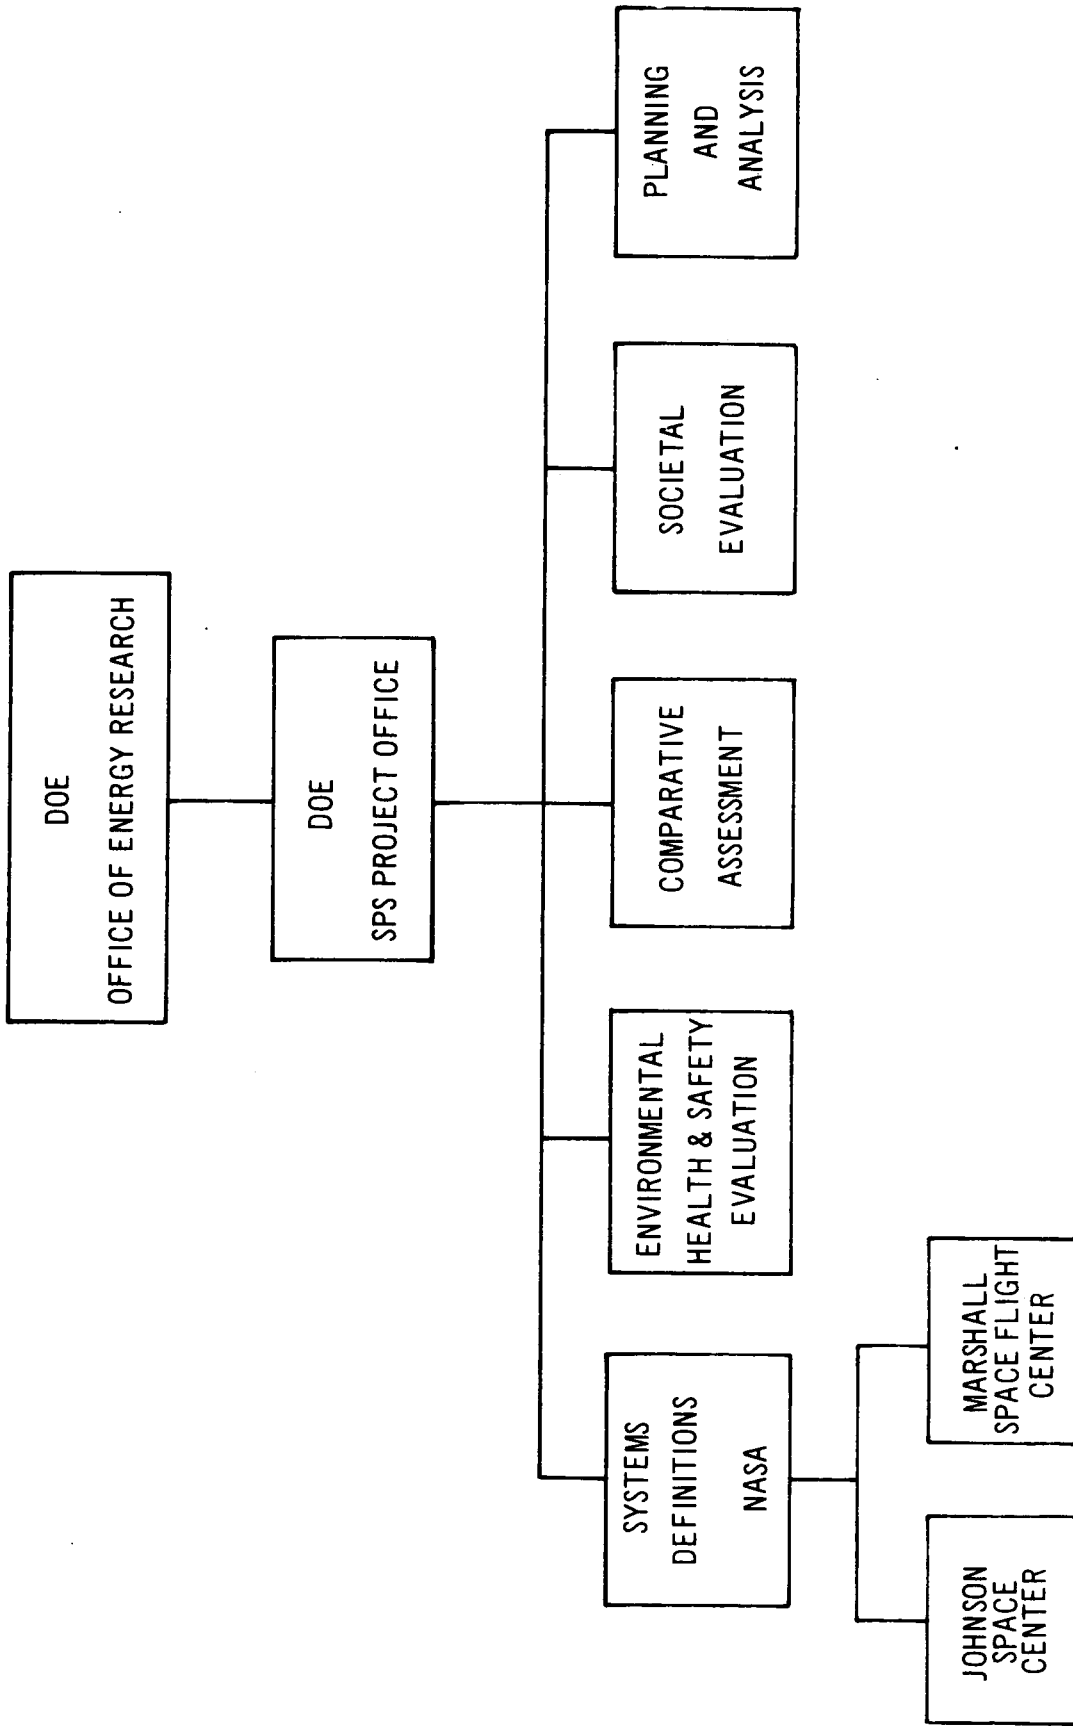 DOE
OFFICE OF ENERGY RESEARCH
DOE
SPS PROJECT OFFICE
SYSTEMS
DEFINITIONS
NASA
ENVIRONMENTAL
HEALTH & SAFETY
EVALUATION
COMPARATIVE
ASSESSMENT
SOCIETAL
EVALUATION
PLANNING
AND
ANALYSIS
JOHNSON
SPACE
CENTER
MARSHALL
SPACE FLIGHT
CENTER